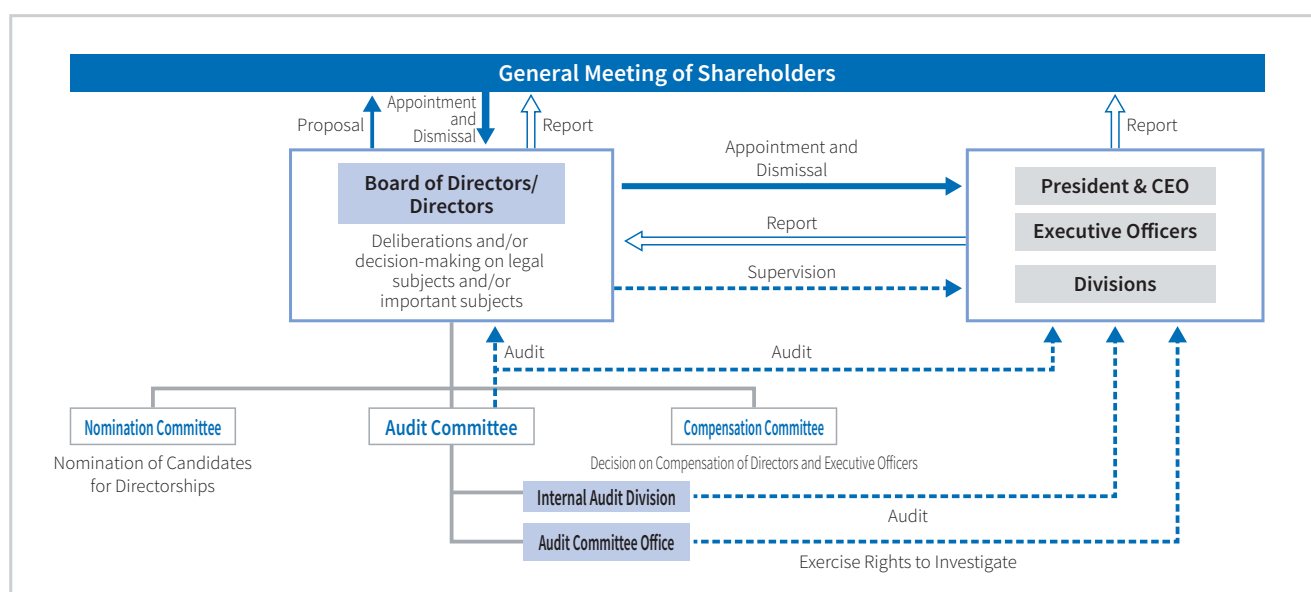 General Meeting of Shareholders
Proposal
Appointment
and
Dismissal
Report
Report
Board of Directors/
Directors
Deliberations and/or
decision-making on legal
subjects and/or
important subjects
Appointment and
Dismissal
Report
Supervision
President & CEO
Executive Officers
Divisions
Audit
Audit
Nomination Committee
Audit Committee
Compensation Committee
Nomination of Candidates
for Directorships
Decision on Compensation of Directors and Executive Officers
Internal Audit Division
Audit
Audit Committee Office
Exercise Rights to Investigate